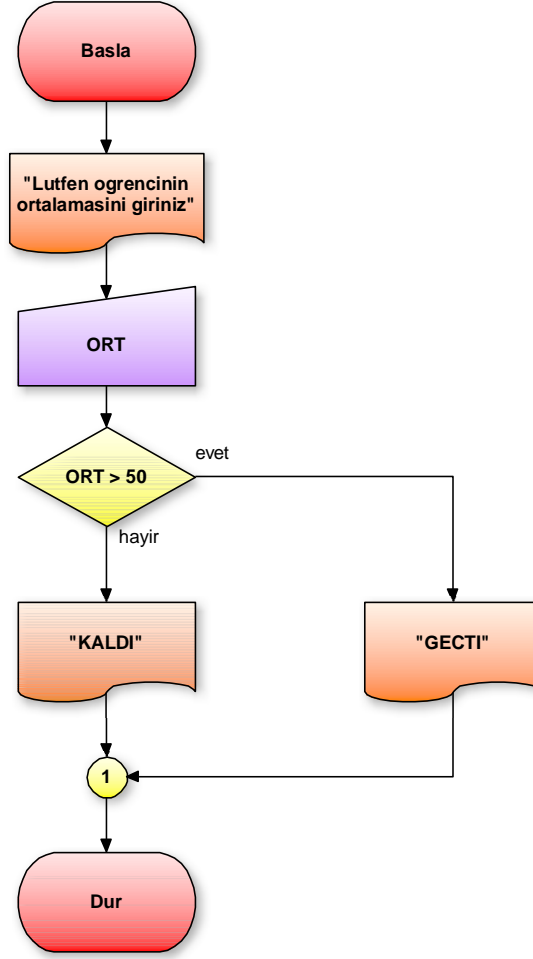 Basla
"Lutfen ogrencinin
ortalamasini giriniz"
ORT
ORT > 50
evet
hayir
"KALDI"
"GECTI"
1
Dur